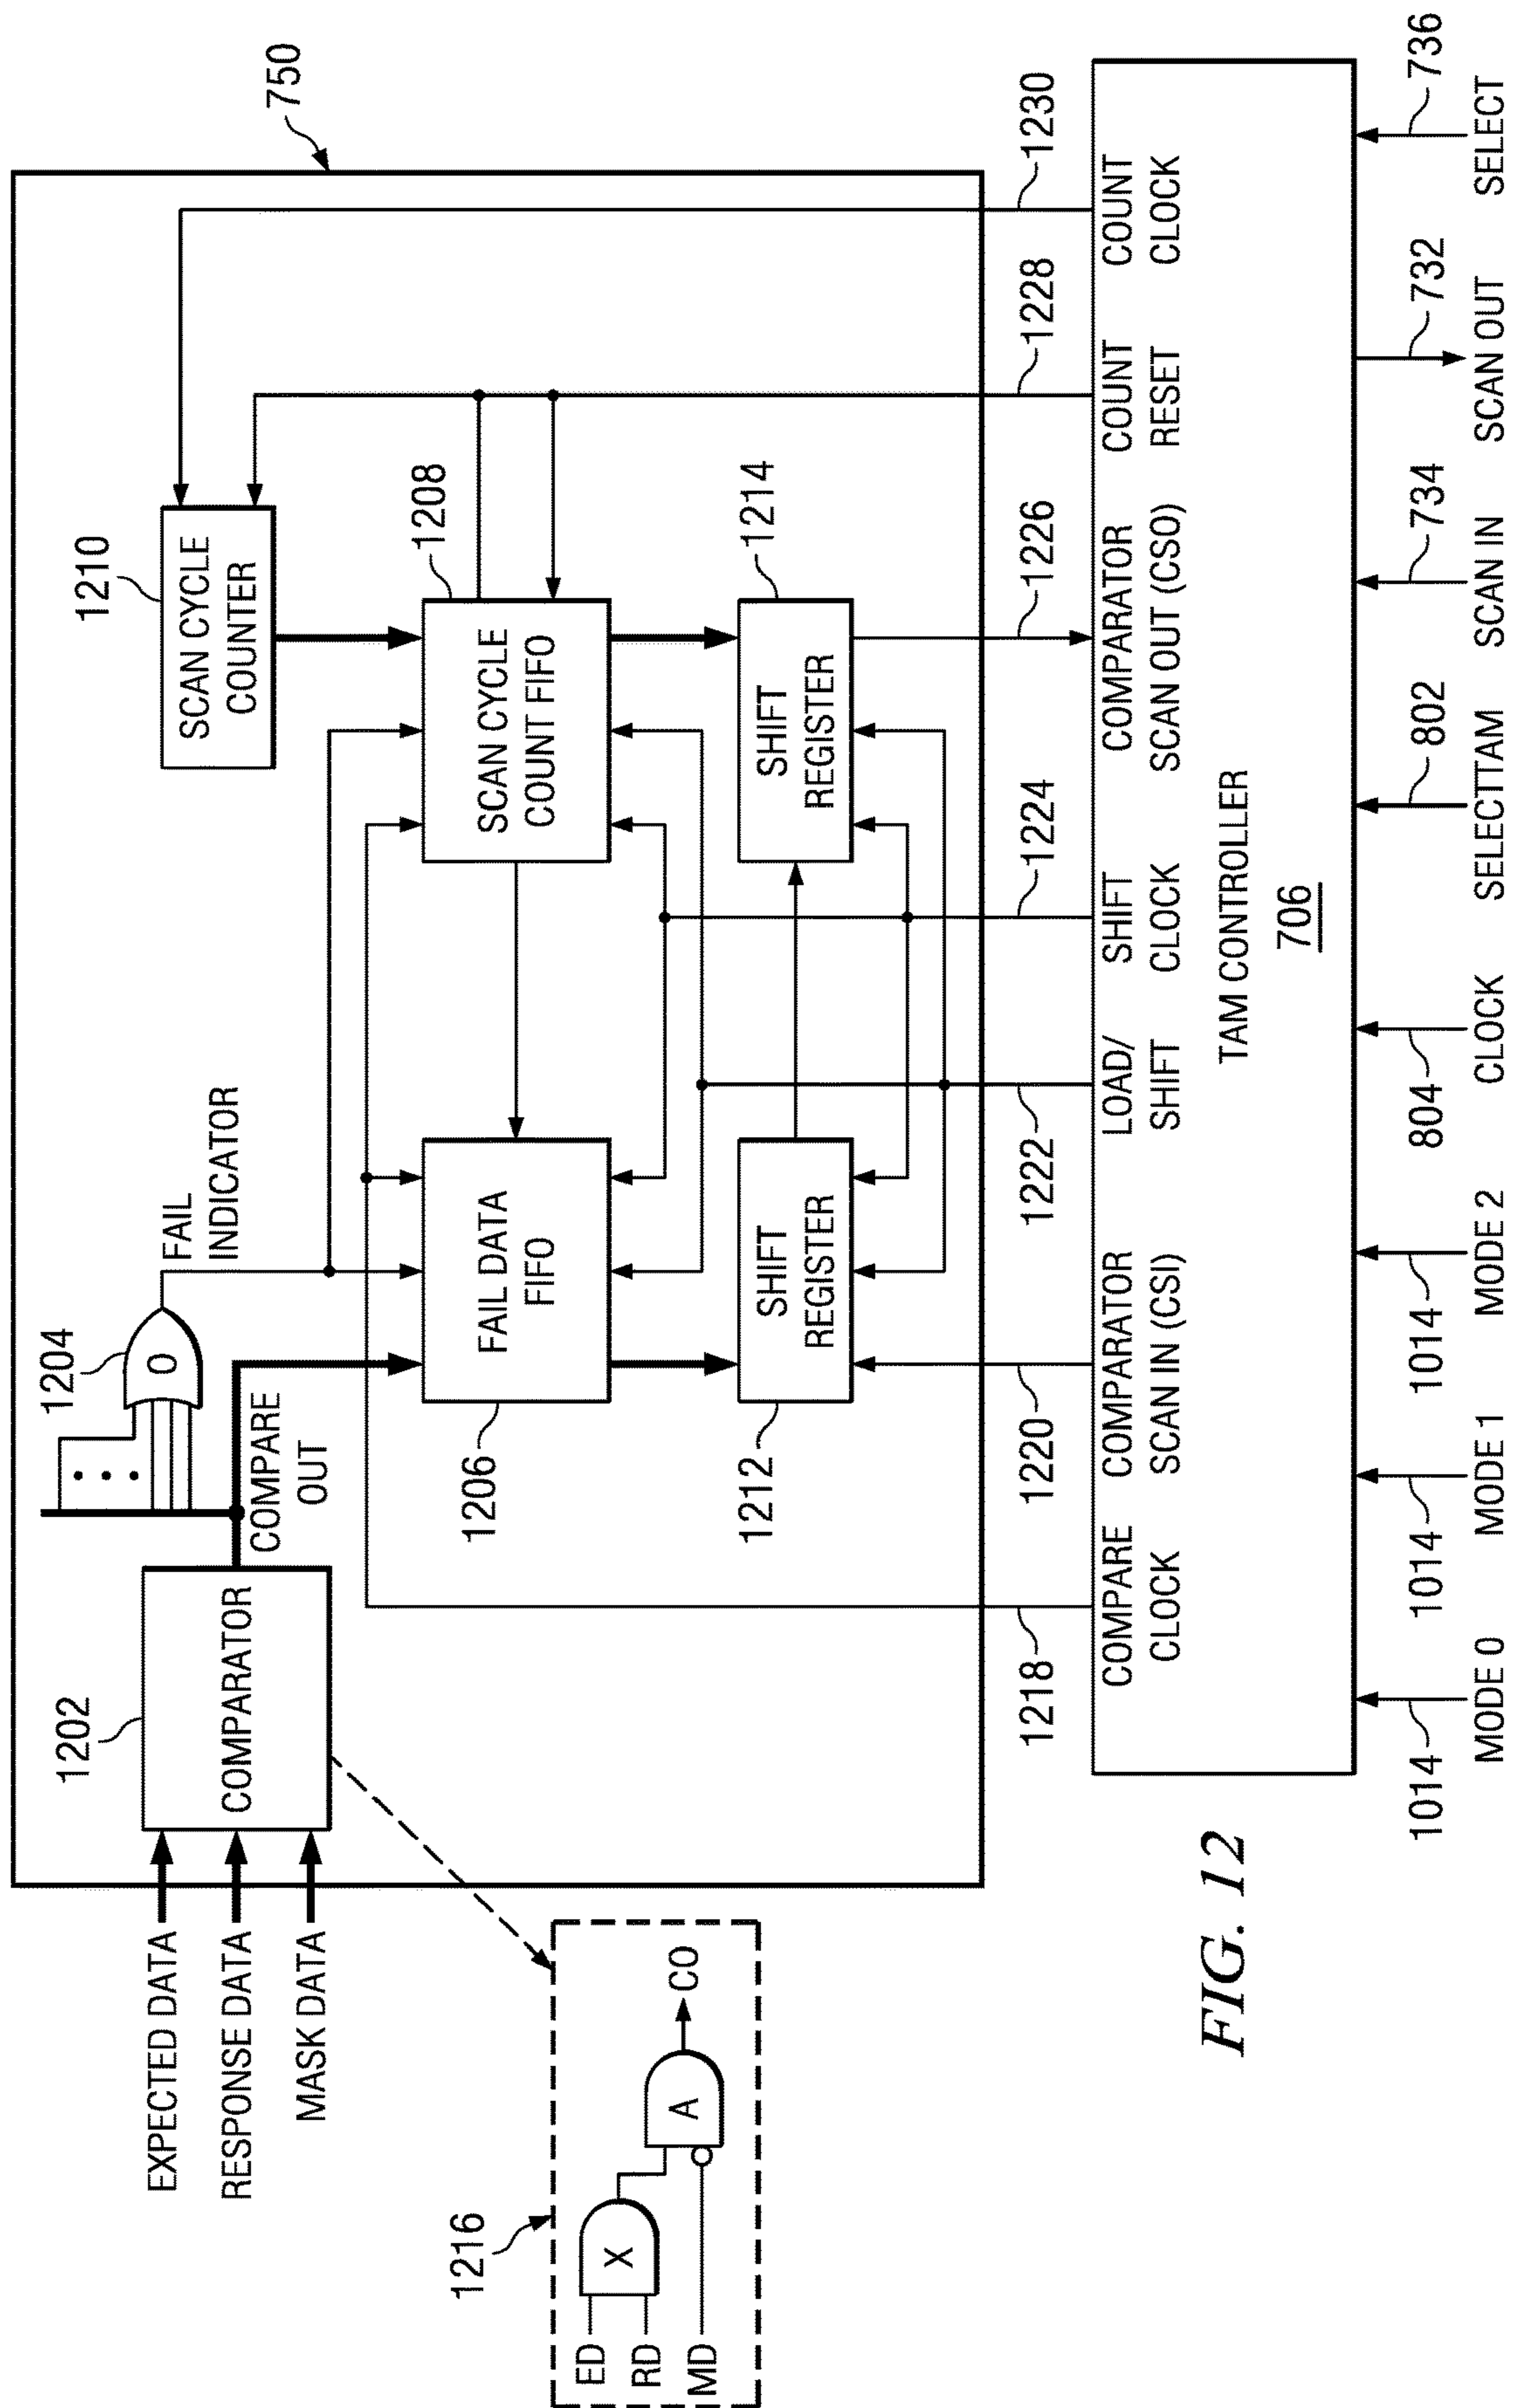 EXPECTED DATA
RESPONSE DATA
MASK DATA
1202
COMPARATOR
COMPARE
OUT
1204
O
FAIL
INDICATOR
1210
SCAN CYCLE
COUNTER
750
1206
FAIL DATA
FIFO
1208
SCAN CYCLE
COUNT FIFO
1212
SHIFT
REGISTER
1214
SHIFT
REGISTER
1216
ED
RD
MD
X
A
CO
1218
1220
1222
1224
1226
1228
1230
COMPARE
CLOCK
COMPARATOR
SCAN IN (CSI)
LOAD/
SHIFT
SHIFT
CLOCK
COMPARATOR
SCAN OUT (CSO)
COUNT
RESET
COUNT
CLOCK
TAM CONTROLLER
706
1014
1014
1014
804
802
734
732
736
MODE 0
MODE 1
MODE 2
CLOCK
SELECTTAM
SCAN IN
SCAN OUT
SELECT
FIG. 12